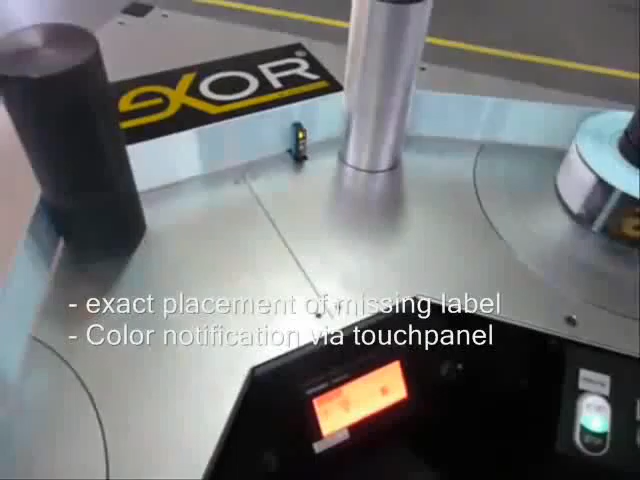 EXOR®
- exact placement of missing label
- Color notification via touchpanel